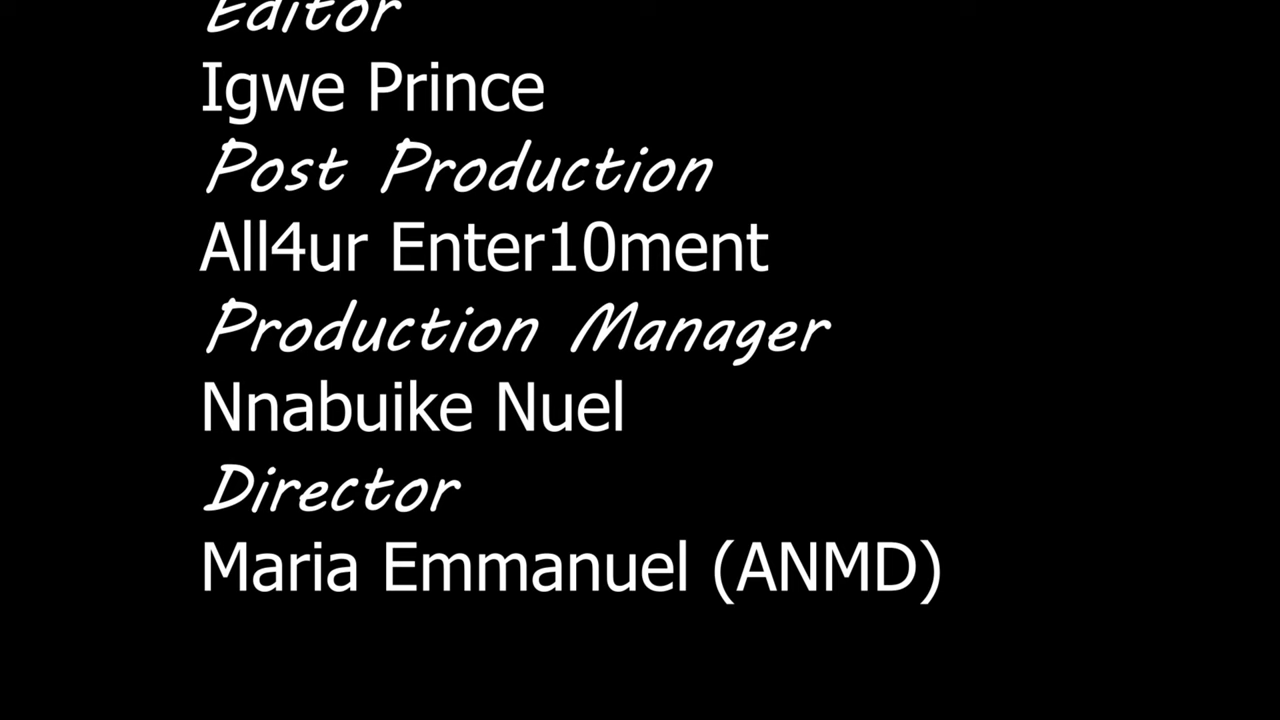 Editor
Igwe Prince
Post Production
All4ur Enter10ment
Production Manager
Nnabuike Nuel
Director
Maria Emmanuel (ANMD)